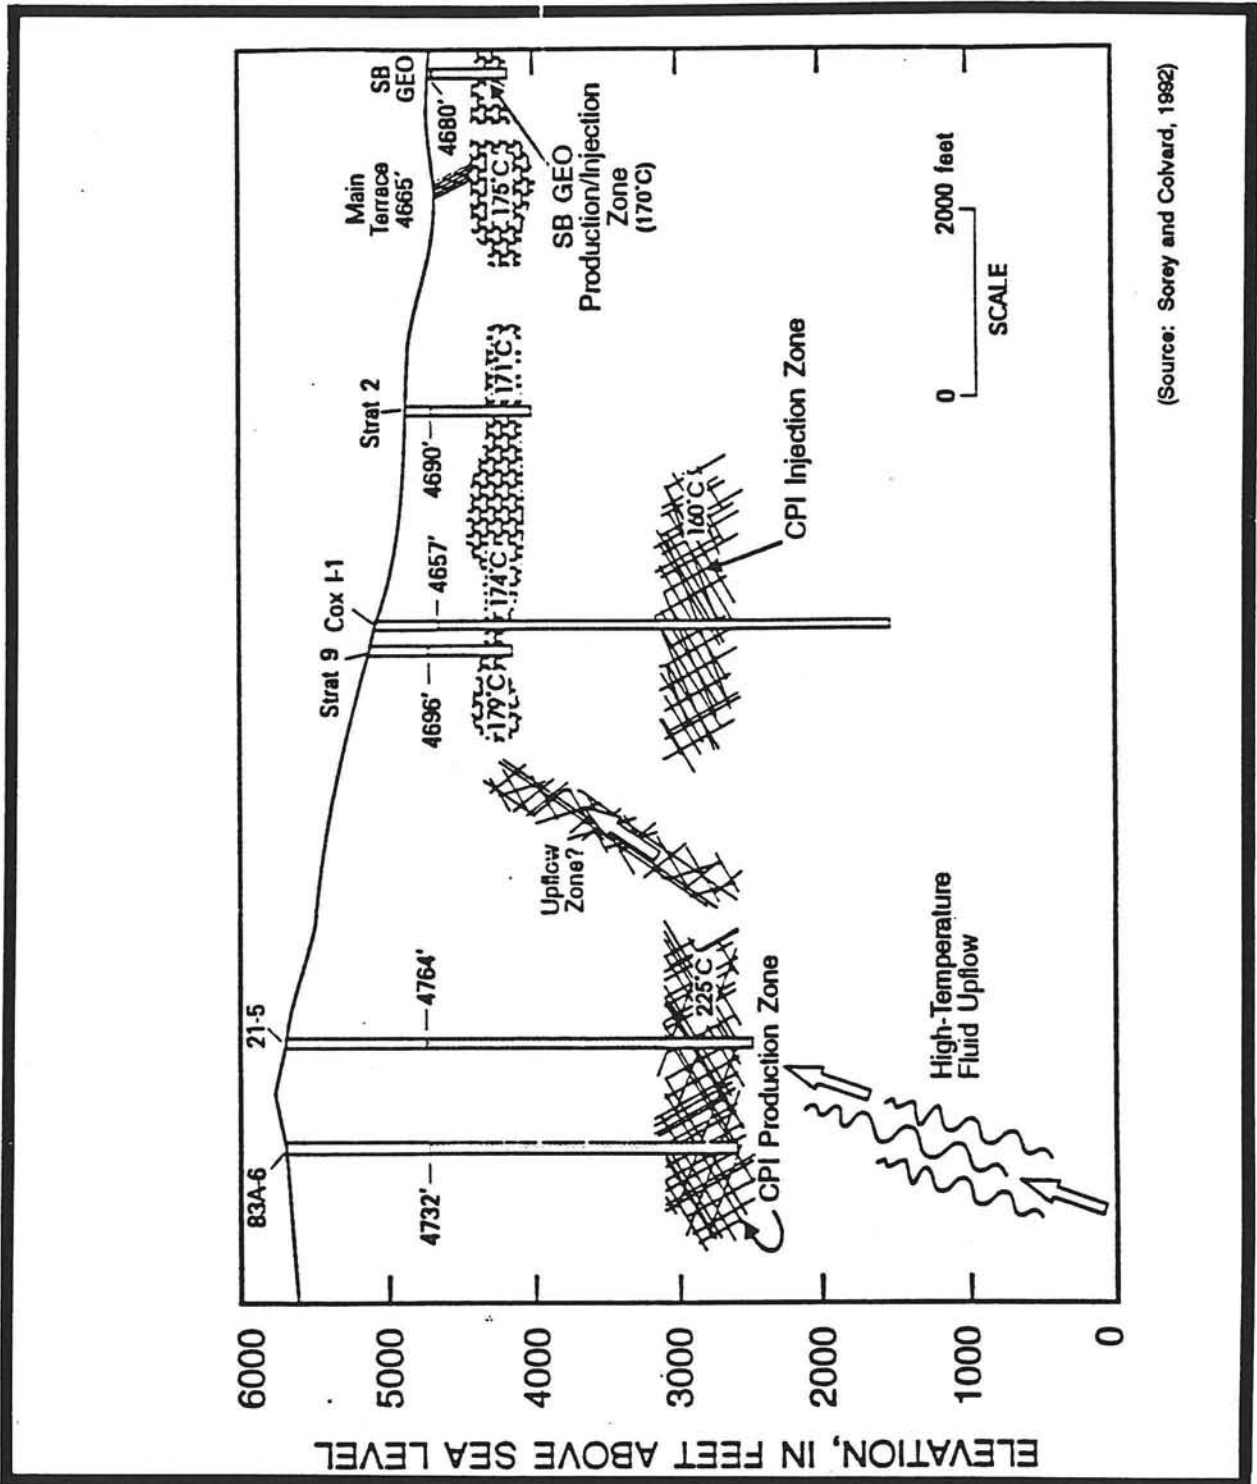 ELEVATION, IN FEET ABOVE SEA LEVEL
6000
5000
4000
3000
2000
1000
0
83A-6
21-5
Strat 9
Cox I-1
Strat 2
Main
Terrace
4665'
SB
GEO
4732'
4764'
4696'
4657'
4690'
4680'
179°C
174°C
171°C
175°C
SB GEO
Production/Injection
Zone
(170°C)
Upflow
Zone?
225°C
CPI Production Zone
160°C
CPI Injection Zone
High-Temperature
Fluid Upflow
0
2000 feet
SCALE
(Source: Sorey and Colvard, 1992)